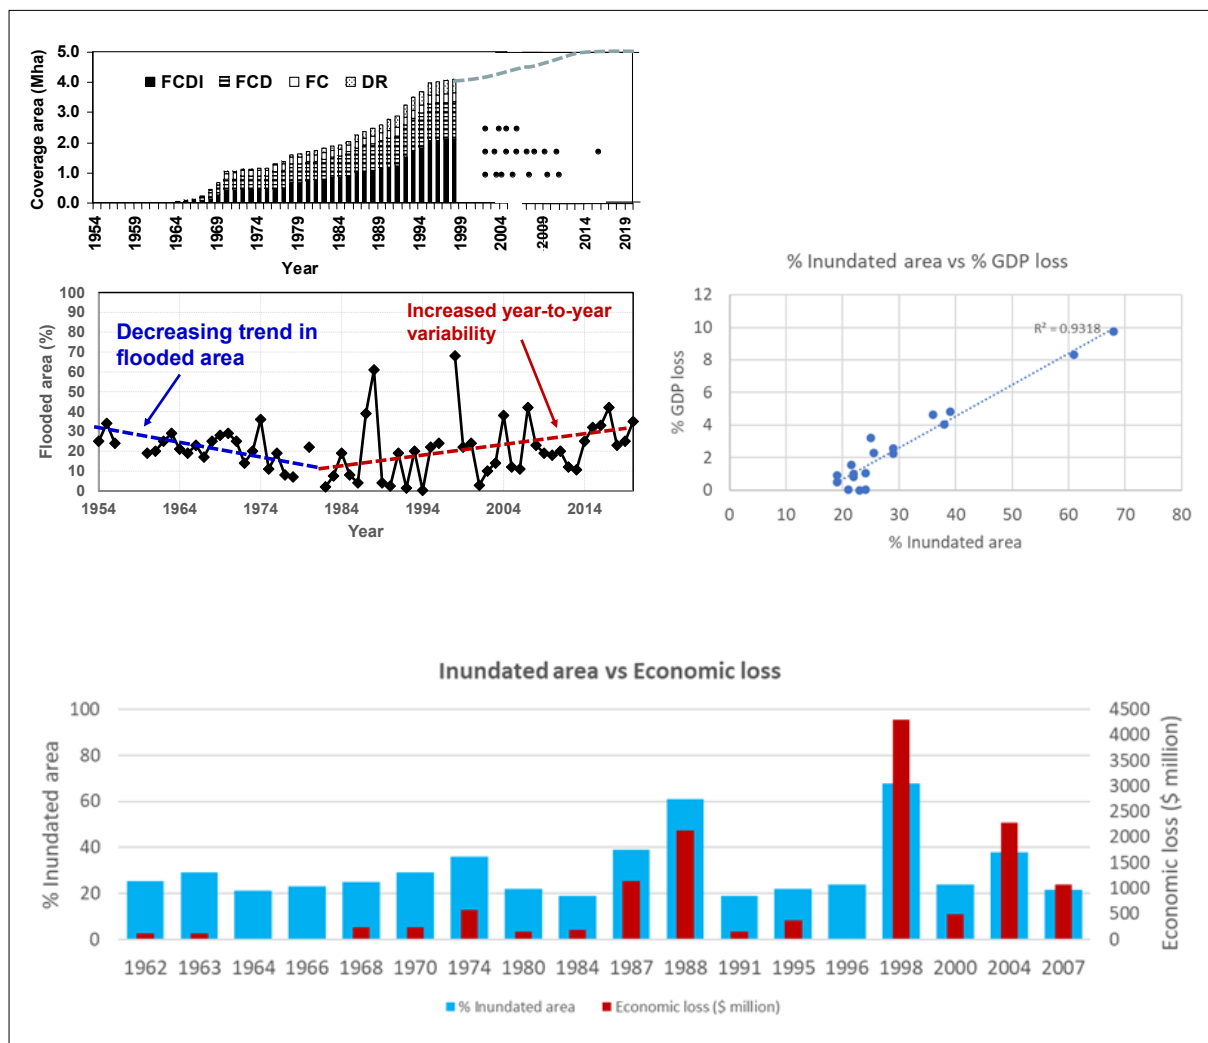 5.0
4.0
3.0
2.0
1.0
0.0
Coverage area (Mha)
FCDI FCD FC DR
1954 1959 1964 1969 1974 1979 1984 1989 1994 1999 2004 2009 2014 2019
Year
100
90
80
70
60
50
40
30
20
10
0
Flooded area (%)
Decreasing trend in
flooded area
Increased year-to-year
variability
1954 1964 1974 1984 1994 2004 2014
Year
% Inundated area vs % GDP loss
12
10
8
6
4
2
0
% GDP loss
R² = 0.9318
0 10 20 30 40 50 60 70 80
% Inundated area
Inundated area vs Economic loss
100
80
60
40
20
0
% Inundated area
4500
4000
3500
3000
2500
2000
1500
1000
500
0
Economic loss ($ million)
1962 1963 1964 1966 1968 1970 1974 1980 1984 1987 1988 1991 1995 1996 1998 2000 2004 2007
% Inundated area Economic loss ($ million)